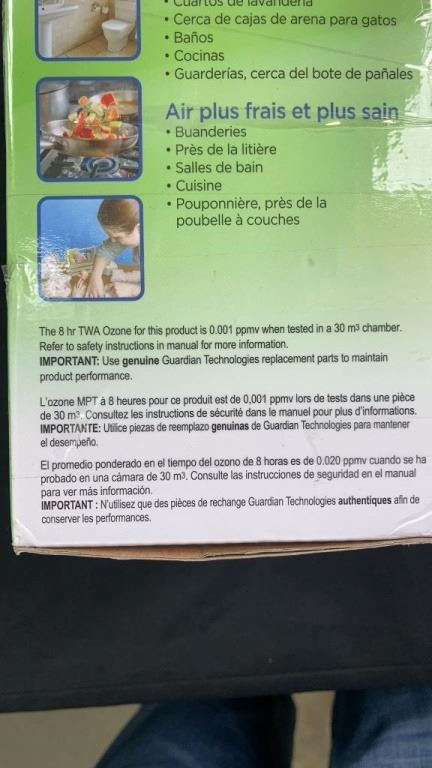 • Cuartos de lavandería
• Cerca de cajas de arena para gatos
• Baños
• Cocinas
• Guarderías, cerca del bote de pañales
Air plus frais et plus sain
• Buanderies
• Près de la litière
• Salles de bain
• Cuisine
• Pouponnière, près de la
poubelle à couches
The 8 hr TWA Ozone for this product is 0.001 ppmv when tested in a 30 m³ chamber.
Refer to safety instructions in manual for more information.
IMPORTANT: Use genuine Guardian Technologies replacement parts to maintain
product performance.
L'ozone MPT à 8 heures pour ce produit est de 0,001 ppmv lors de tests dans une pièce
de 30 m³. Consultez les instructions de sécurité dans le manuel pour plus d'informations.
IMPORTANTE: Utilice piezas de reemplazo genuinas de Guardian Technologies para mantener
el desempeño.
El promedio ponderado en el tiempo del ozono de 8 horas es de 0.020 ppmv cuando se ha
probado en una cámara de 30 m³. Consulte las instrucciones de seguridad en el manual
para ver más información.
IMPORTANT : N'utilisez que des pièces de rechange Guardian Technologies authentiques afin de
conserver les performances.